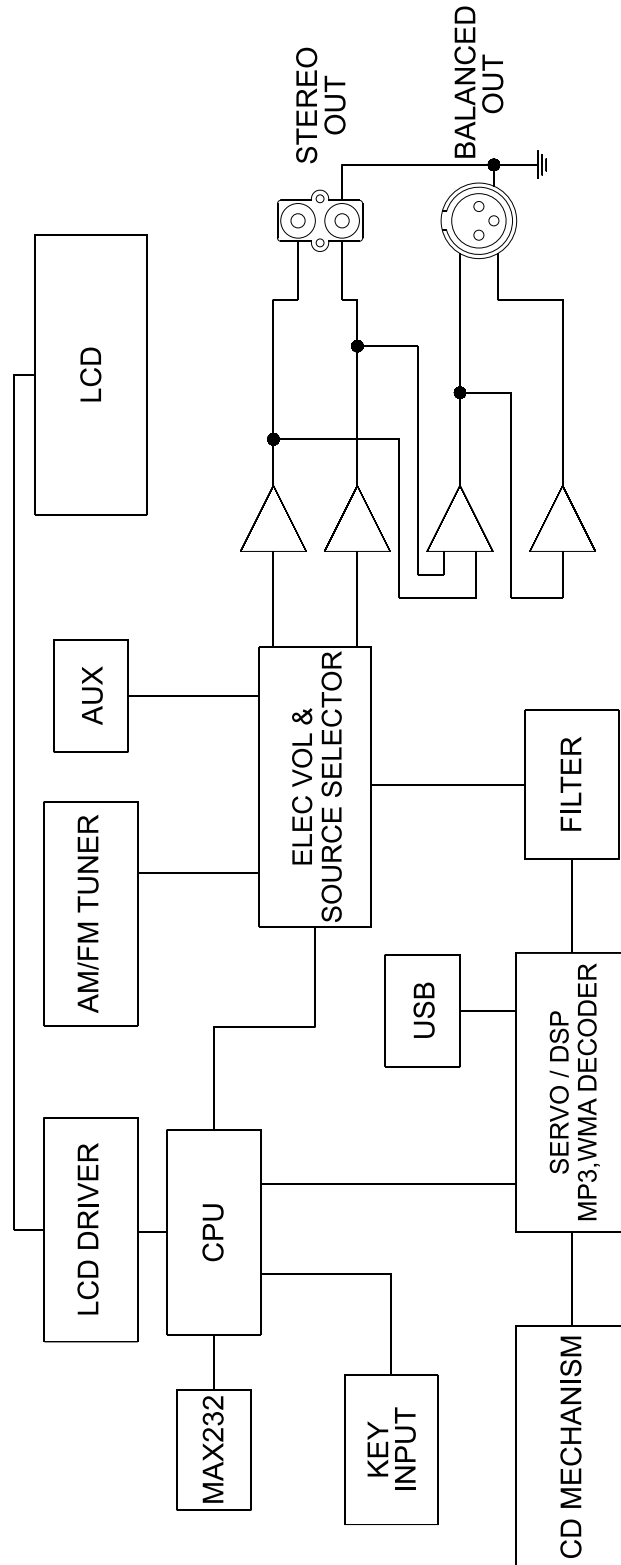 LCD
STEREO
OUT
BALANCED
OUT
LCD DRIVER
AM/FM TUNER
AUX
MAX232
CPU
ELEC VOL &
SOURCE SELECTOR
KEY
INPUT
USB
CD MECHANISM
SERVO / DSP
MP3,WMA DECODER
FILTER